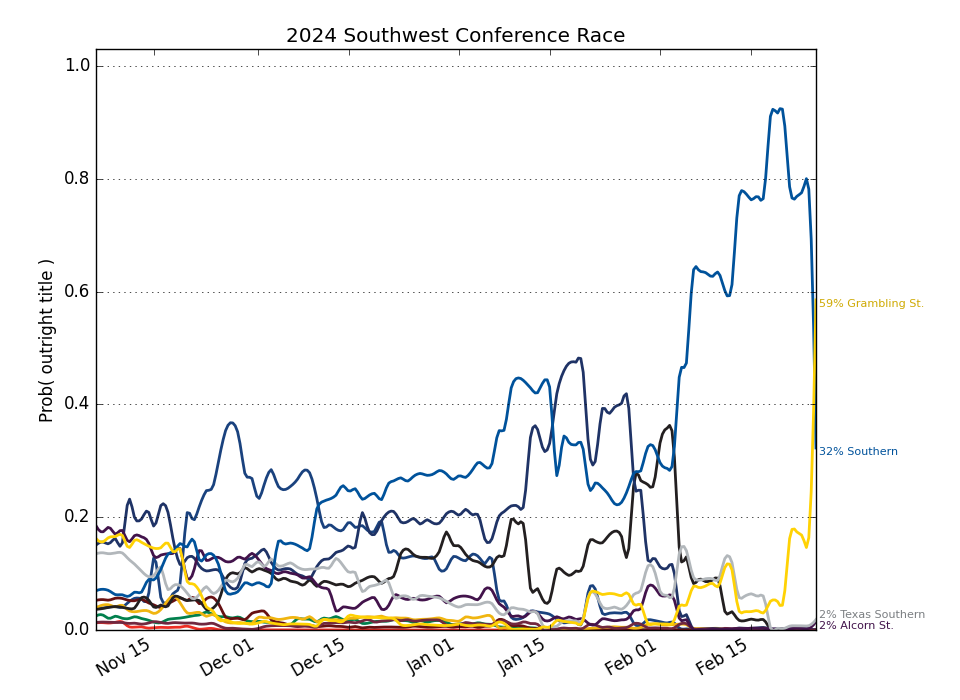 2024 Southwest Conference Race
Prob( outright title )
1.0
0.8
0.6
0.4
0.2
0.0
59% Grambling St.
32% Southern
2% Texas Southern
2% Alcorn St.
Nov 15
Dec 01
Dec 15
Jan 01
Jan 15
Feb 01
Feb 15